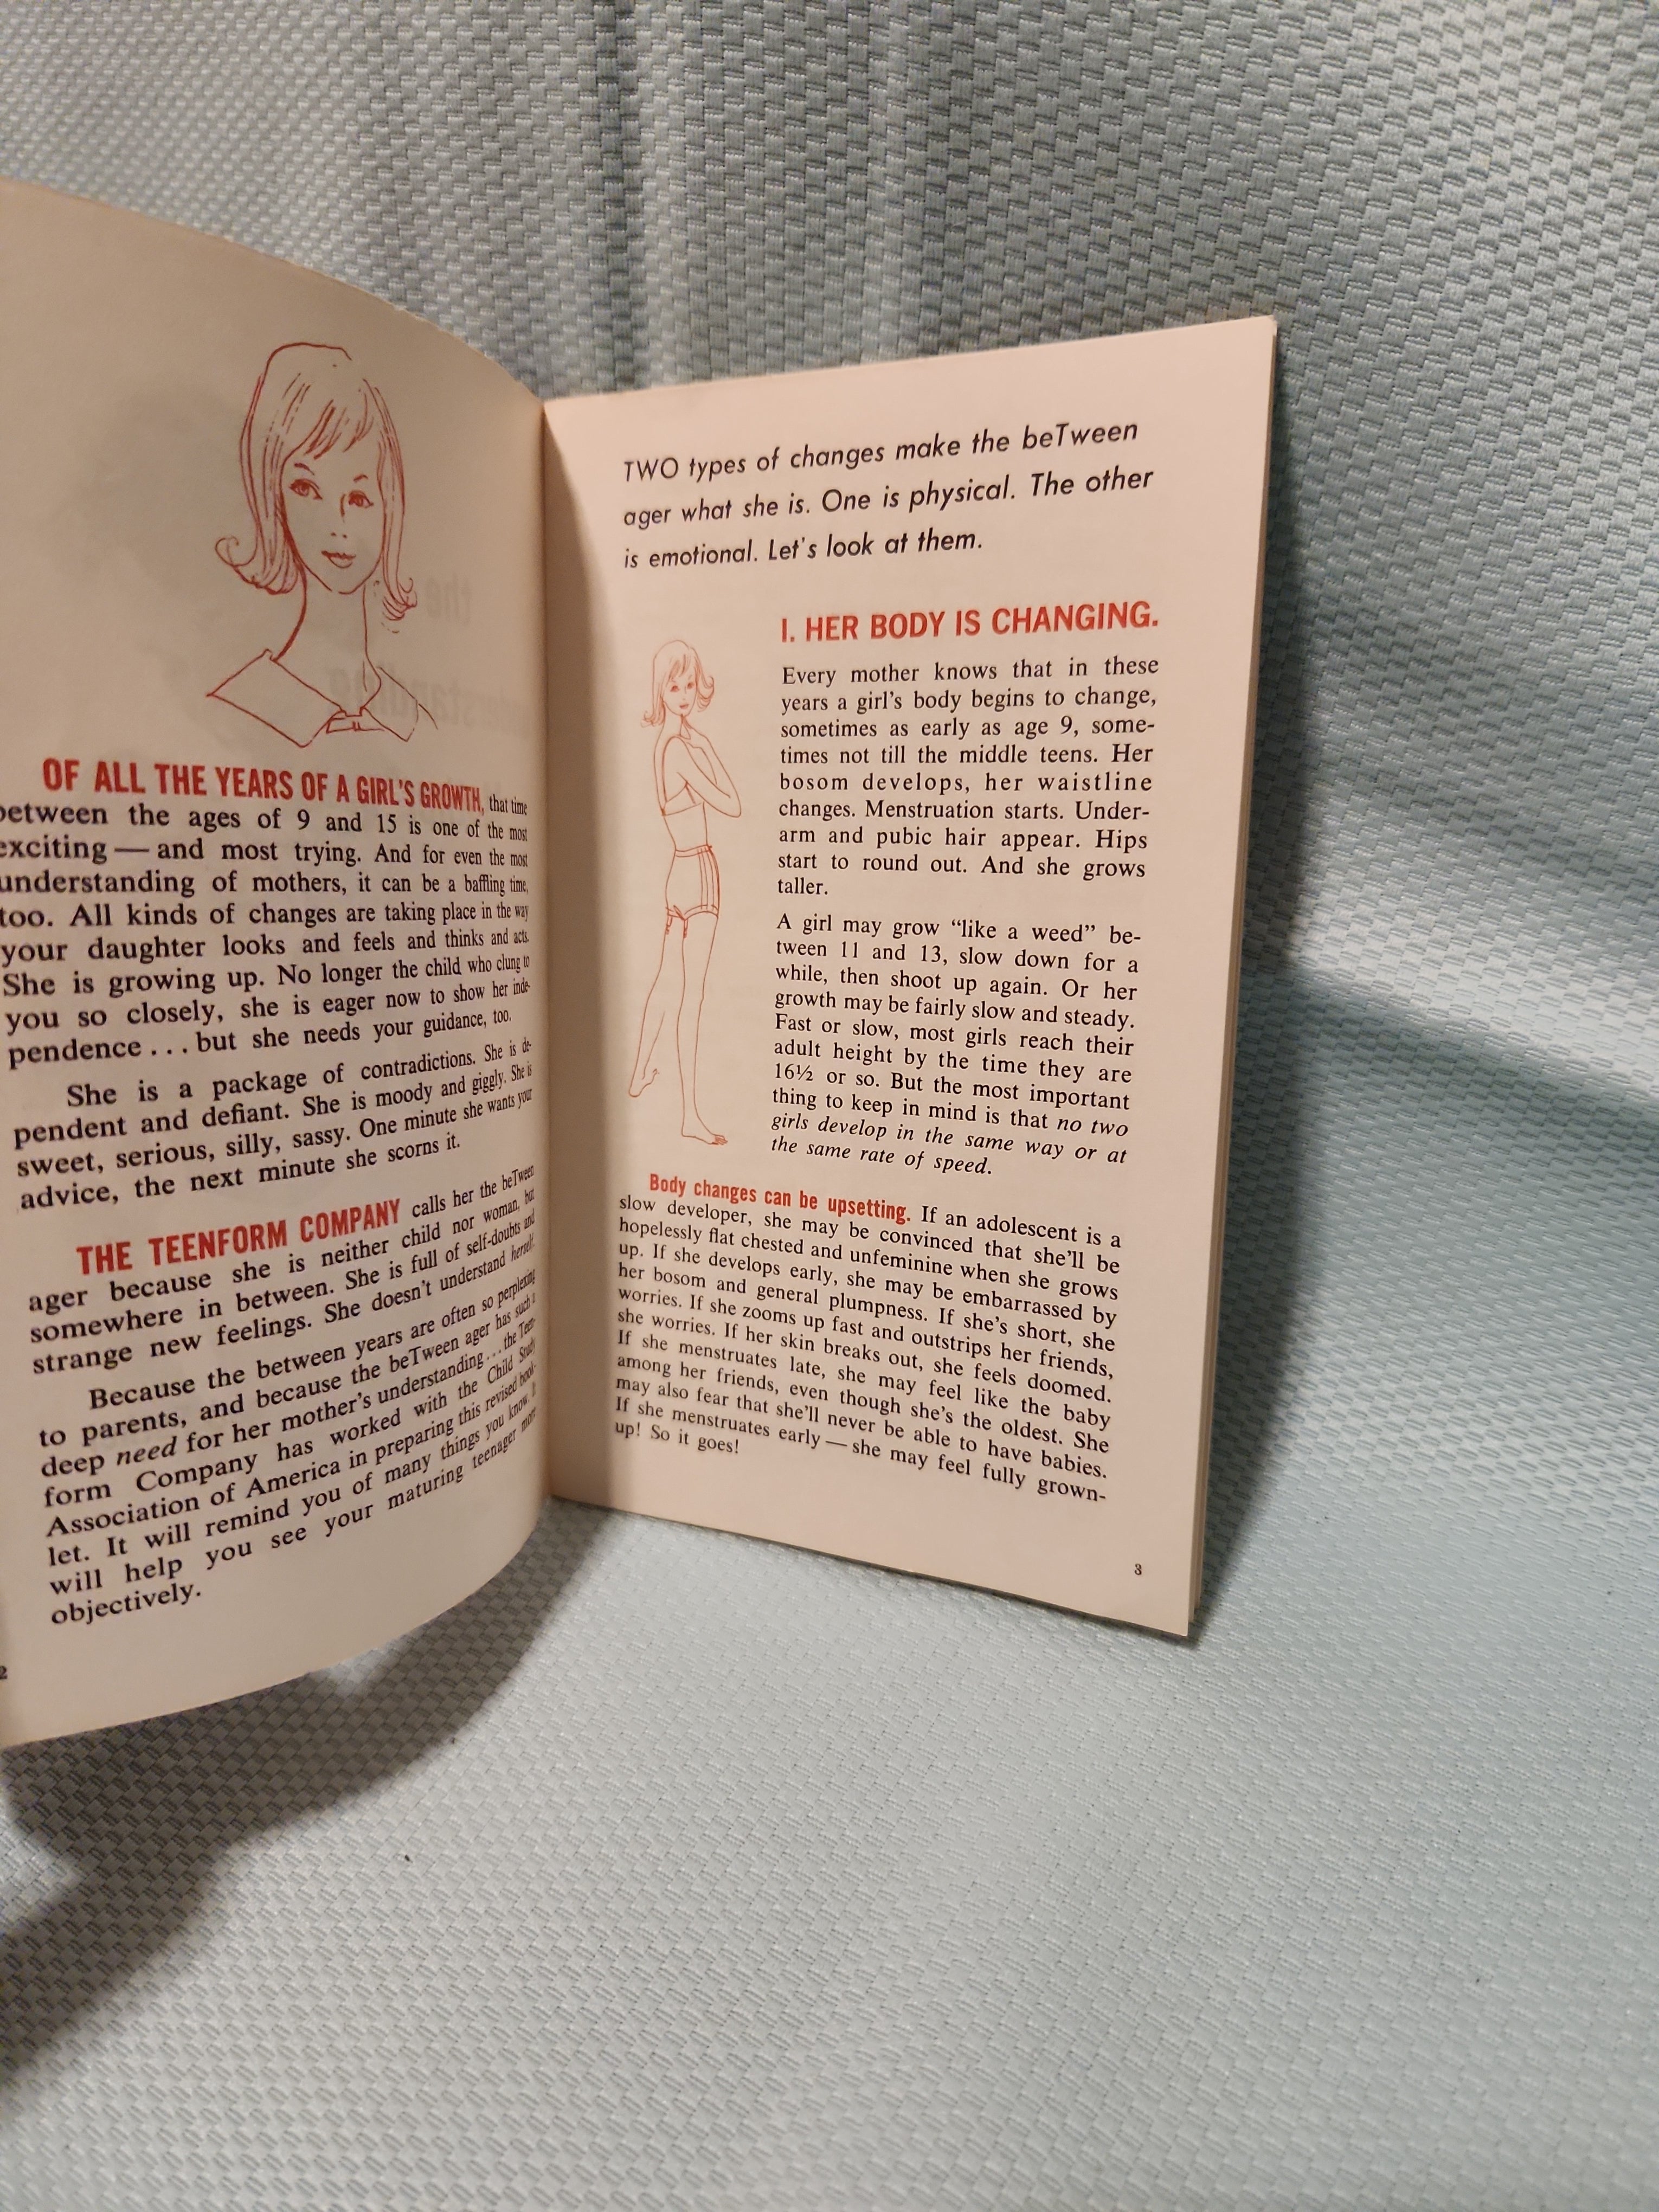 OF ALL THE YEARS OF A GIRL'S GROWTH, that time
between the ages of 9 and 15 is one of the most
exciting — and most trying. And for even the most
understanding of mothers, it can be a baffling time,
too. All kinds of changes are taking place in the way
your daughter looks and feels and thinks and acts.
She is growing up. No longer the child who clung to
you so closely, she is eager now to show her inde-
pendence . . . but she needs your guidance, too.
She is a package of contradictions. She is de-
pendent and defiant. She is moody and giggly. She is
sweet, serious, silly, sassy. One minute she wants your
advice, the next minute she scorns it.
THE TEENFORM COMPANY calls her the beTween
ager because she is neither child nor woman, but
somewhere in between. She is full of self-doubts and
strange new feelings. She doesn't understand herself.
Because the between years are often so perplexing
to parents, and because the beTween ager has such a
deep need for her mother's understanding . . . the Teen-
form Company has worked with the Child Study
Association of America in preparing this revised book-
let. It will remind you of many things you know. It
will help you see your maturing teenager more
objectively.
2
TWO types of changes make the beTween
ager what she is. One is physical. The other
is emotional. Let's look at them.
I. HER BODY IS CHANGING.
Every mother knows that in these
years a girl's body begins to change,
sometimes as early as age 9, some-
times not till the middle teens. Her
bosom develops, her waistline
changes. Menstruation starts. Under-
arm and pubic hair appear. Hips
start to round out. And she grows
taller.
A girl may grow “like a weed” be-
tween 11 and 13, slow down for a
while, then shoot up again. Or her
growth may be fairly slow and steady.
Fast or slow, most girls reach their
adult height by the time they are
16½ or so. But the most important
thing to keep in mind is that no two
girls develop in the same way or at
the same rate of speed.
Body changes can be upsetting. If an adolescent is a
slow developer, she may be convinced that she'll be
hopelessly flat chested and unfeminine when she grows
up. If she develops early, she may be embarrassed by
her bosom and general plumpness. If she's short, she
worries. If she zooms up fast and outstrips her friends,
she worries. If her skin breaks out, she feels doomed.
If she menstruates late, she may feel like the baby
among her friends, even though she's the oldest. She
may also fear that she'll never be able to have babies.
If she menstruates early — she may feel fully grown-
up! So it goes!
3